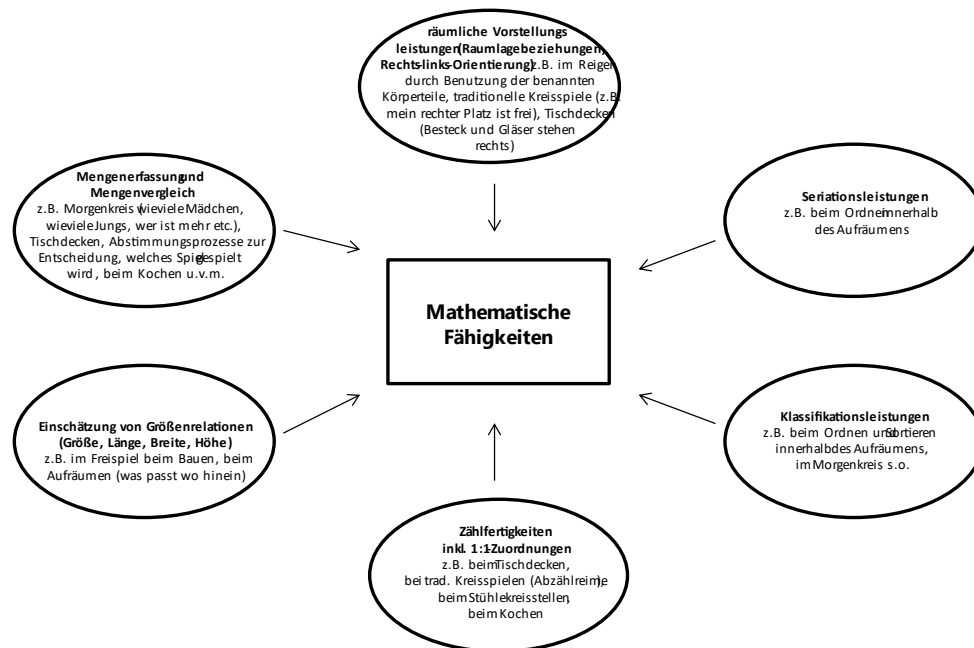 räumliche Vorstellungs
leistungen (Raumlagebeziehungen,
Rechts-links-Orientierung) z.B. im Reigen
durch Benutzung der benannten
Körperteile, traditionelle Kreisspiele (z.B.
mein rechter Platz ist frei), Tischdecken
(Besteck und Gläser stehen
rechts)
Mengenerfassung und
Mengenvergleich
z.B. Morgenkreis (wieviele Mädchen,
wieviele Jungs, wer ist mehr etc.),
Tischdecken, Abstimmungsprozesse zur
Entscheidung, welches Spiel gespielt
wird, beim Kochen u.v.m.
Seriationsleistungen
z.B. beim Ordnen innerhalb
des Aufräumens
Mathematische
Fähigkeiten
Einschätzung von Größenrelationen
(Größe, Länge, Breite, Höhe)
z.B. im Freispiel beim Bauen, beim
Aufräumen (was passt wo hinein)
Klassifikationsleistungen
z.B. beim Ordnen und Sortieren
innerhalb des Aufräumens,
im Morgenkreis s.o.
Zählfertigkeiten
inkl. 1:1-Zuordnungen
z.B. beim Tischdecken,
bei trad. Kreisspielen (Abzählreime),
beim Stühlekreisstellen,
beim Kochen